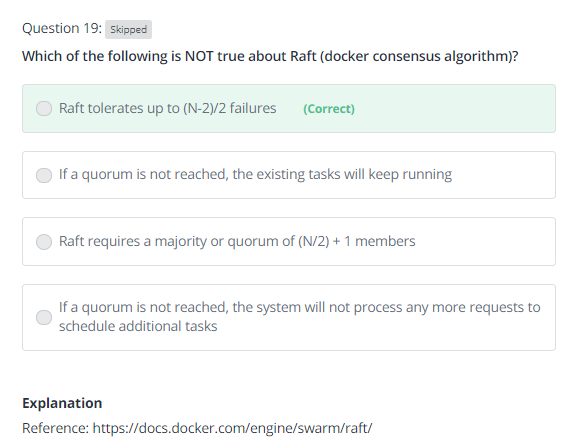 Question 19: Skipped
Which of the following is NOT true about Raft (docker consensus algorithm)?
Raft tolerates up to (N-2)/2 failures (Correct)
If a quorum is not reached, the existing tasks will keep running
Raft requires a majority or quorum of (N/2) + 1 members
If a quorum is not reached, the system will not process any more requests to
schedule additional tasks
Explanation
Reference: https://docs.docker.com/engine/swarm/raft/